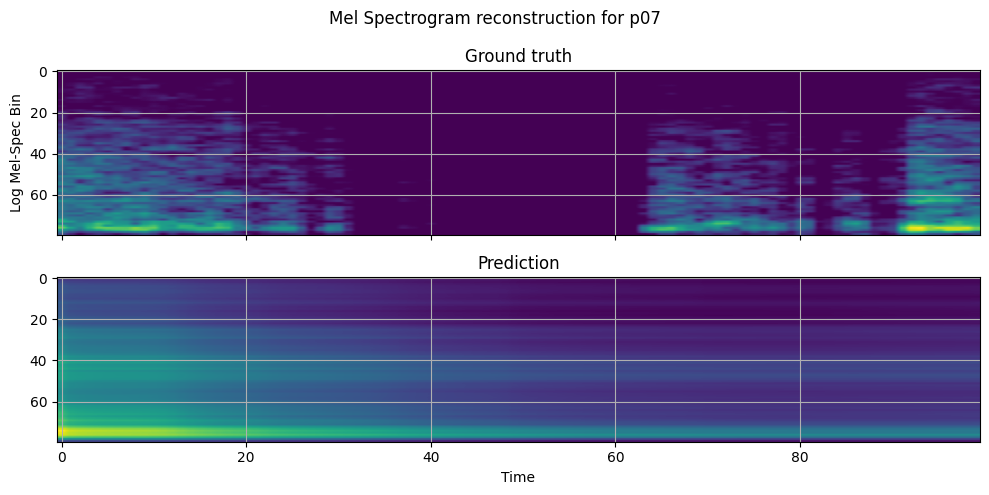 Mel Spectrogram reconstruction for p07
Ground truth
Log Mel-Spec Bin
0
20
40
60
Prediction
0
20
40
60
0 20 40 60 80
Time